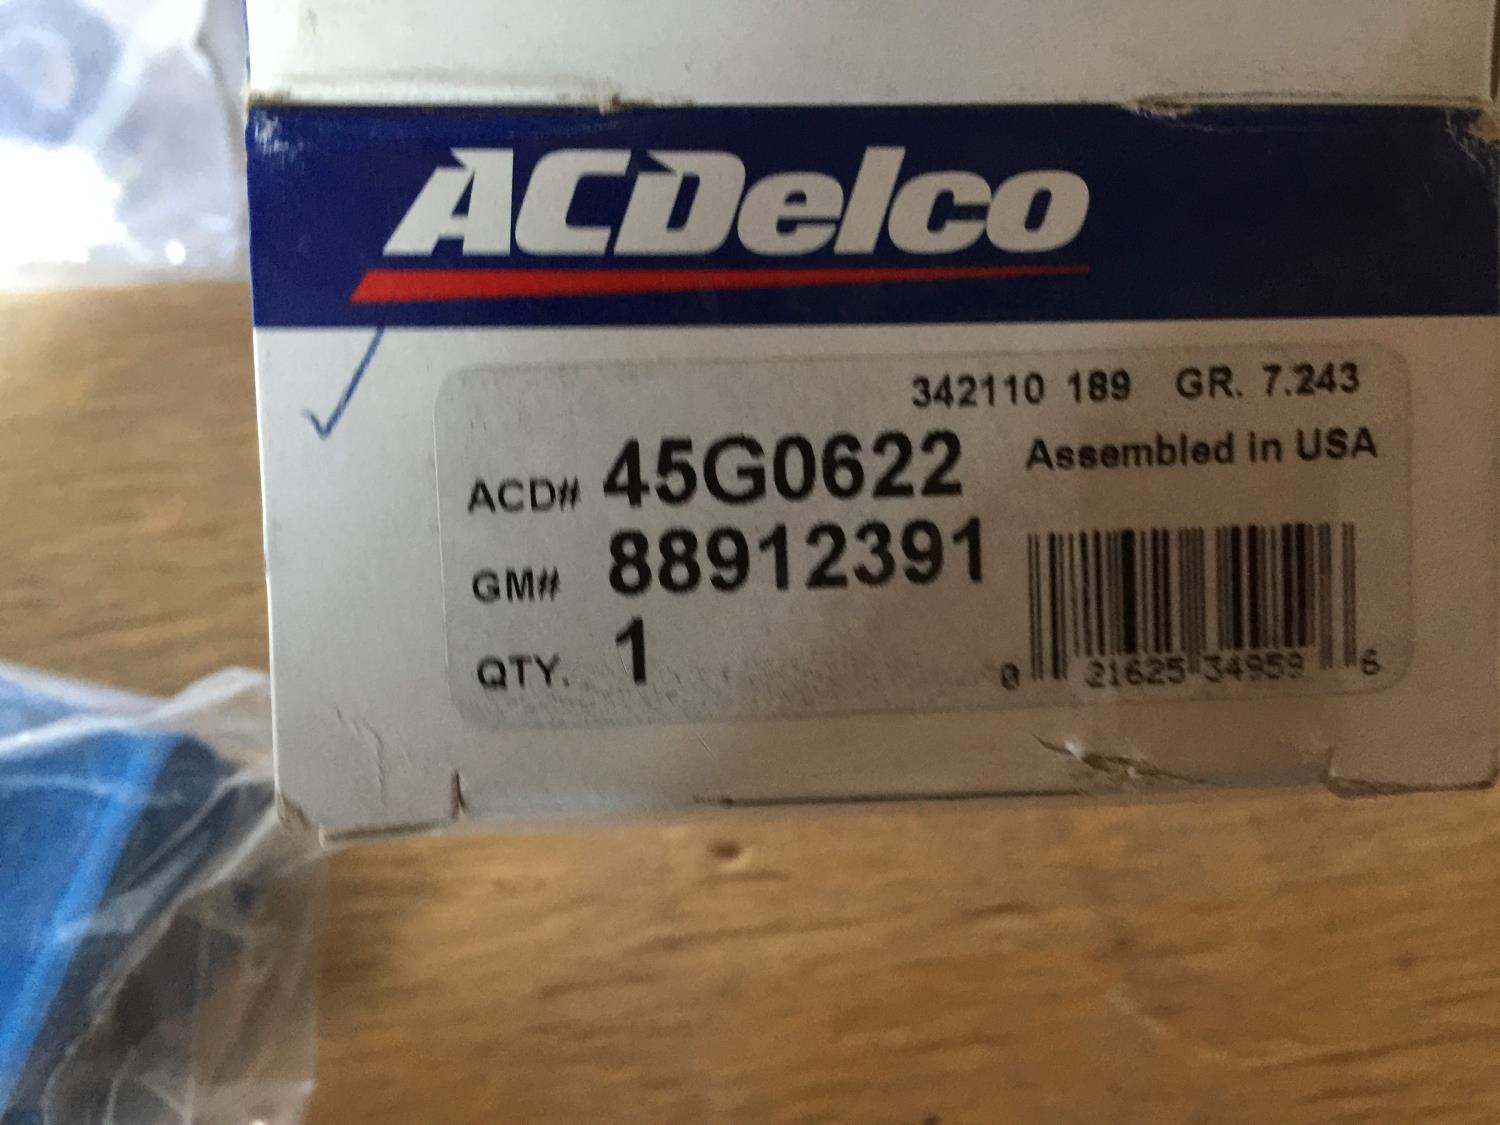 ACDelco
342110 189 GR. 7.243
ACD# 45G0622 Assembled in USA
GM# 88912391
QTY. 1
0 21625 34959 6